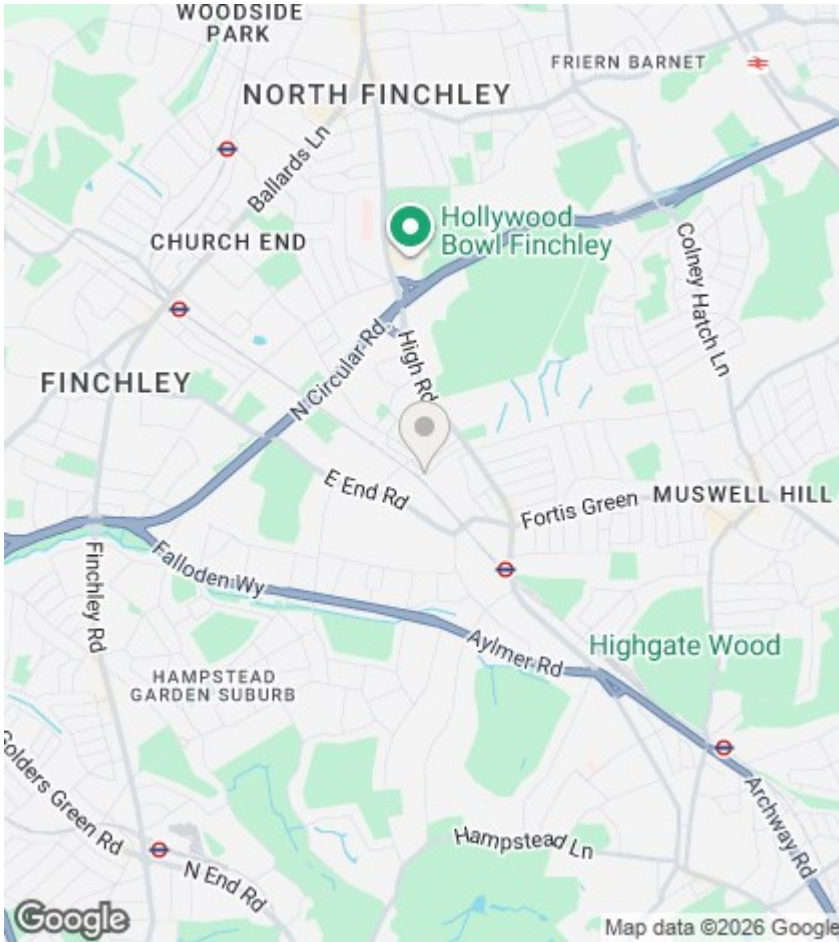 WOODSIDE
PARK
FRIERN BARNET
NORTH FINCHLEY
Ballards Ln
Hollywood
Bowl Finchley
CHURCH END
Colney Hatch Ln
N Circular Rd
High Rd
FINCHLEY
E End Rd
Fortis Green
MUSWELL HILL
Falloden Wy
Finchley Rd
Aylmer Rd
Highgate Wood
HAMPSTEAD
GARDEN SUBURB
Golders Green Rd
Archway Rd
Hampstead Ln
N End Rd
Google
Map data ©2026 Google